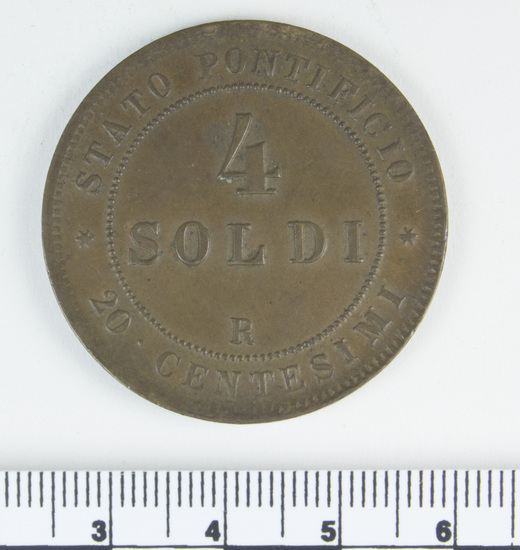 STATO PONTIFICIO
4
SOLDI
R
20 · CENTESIMI
3 4 5 6